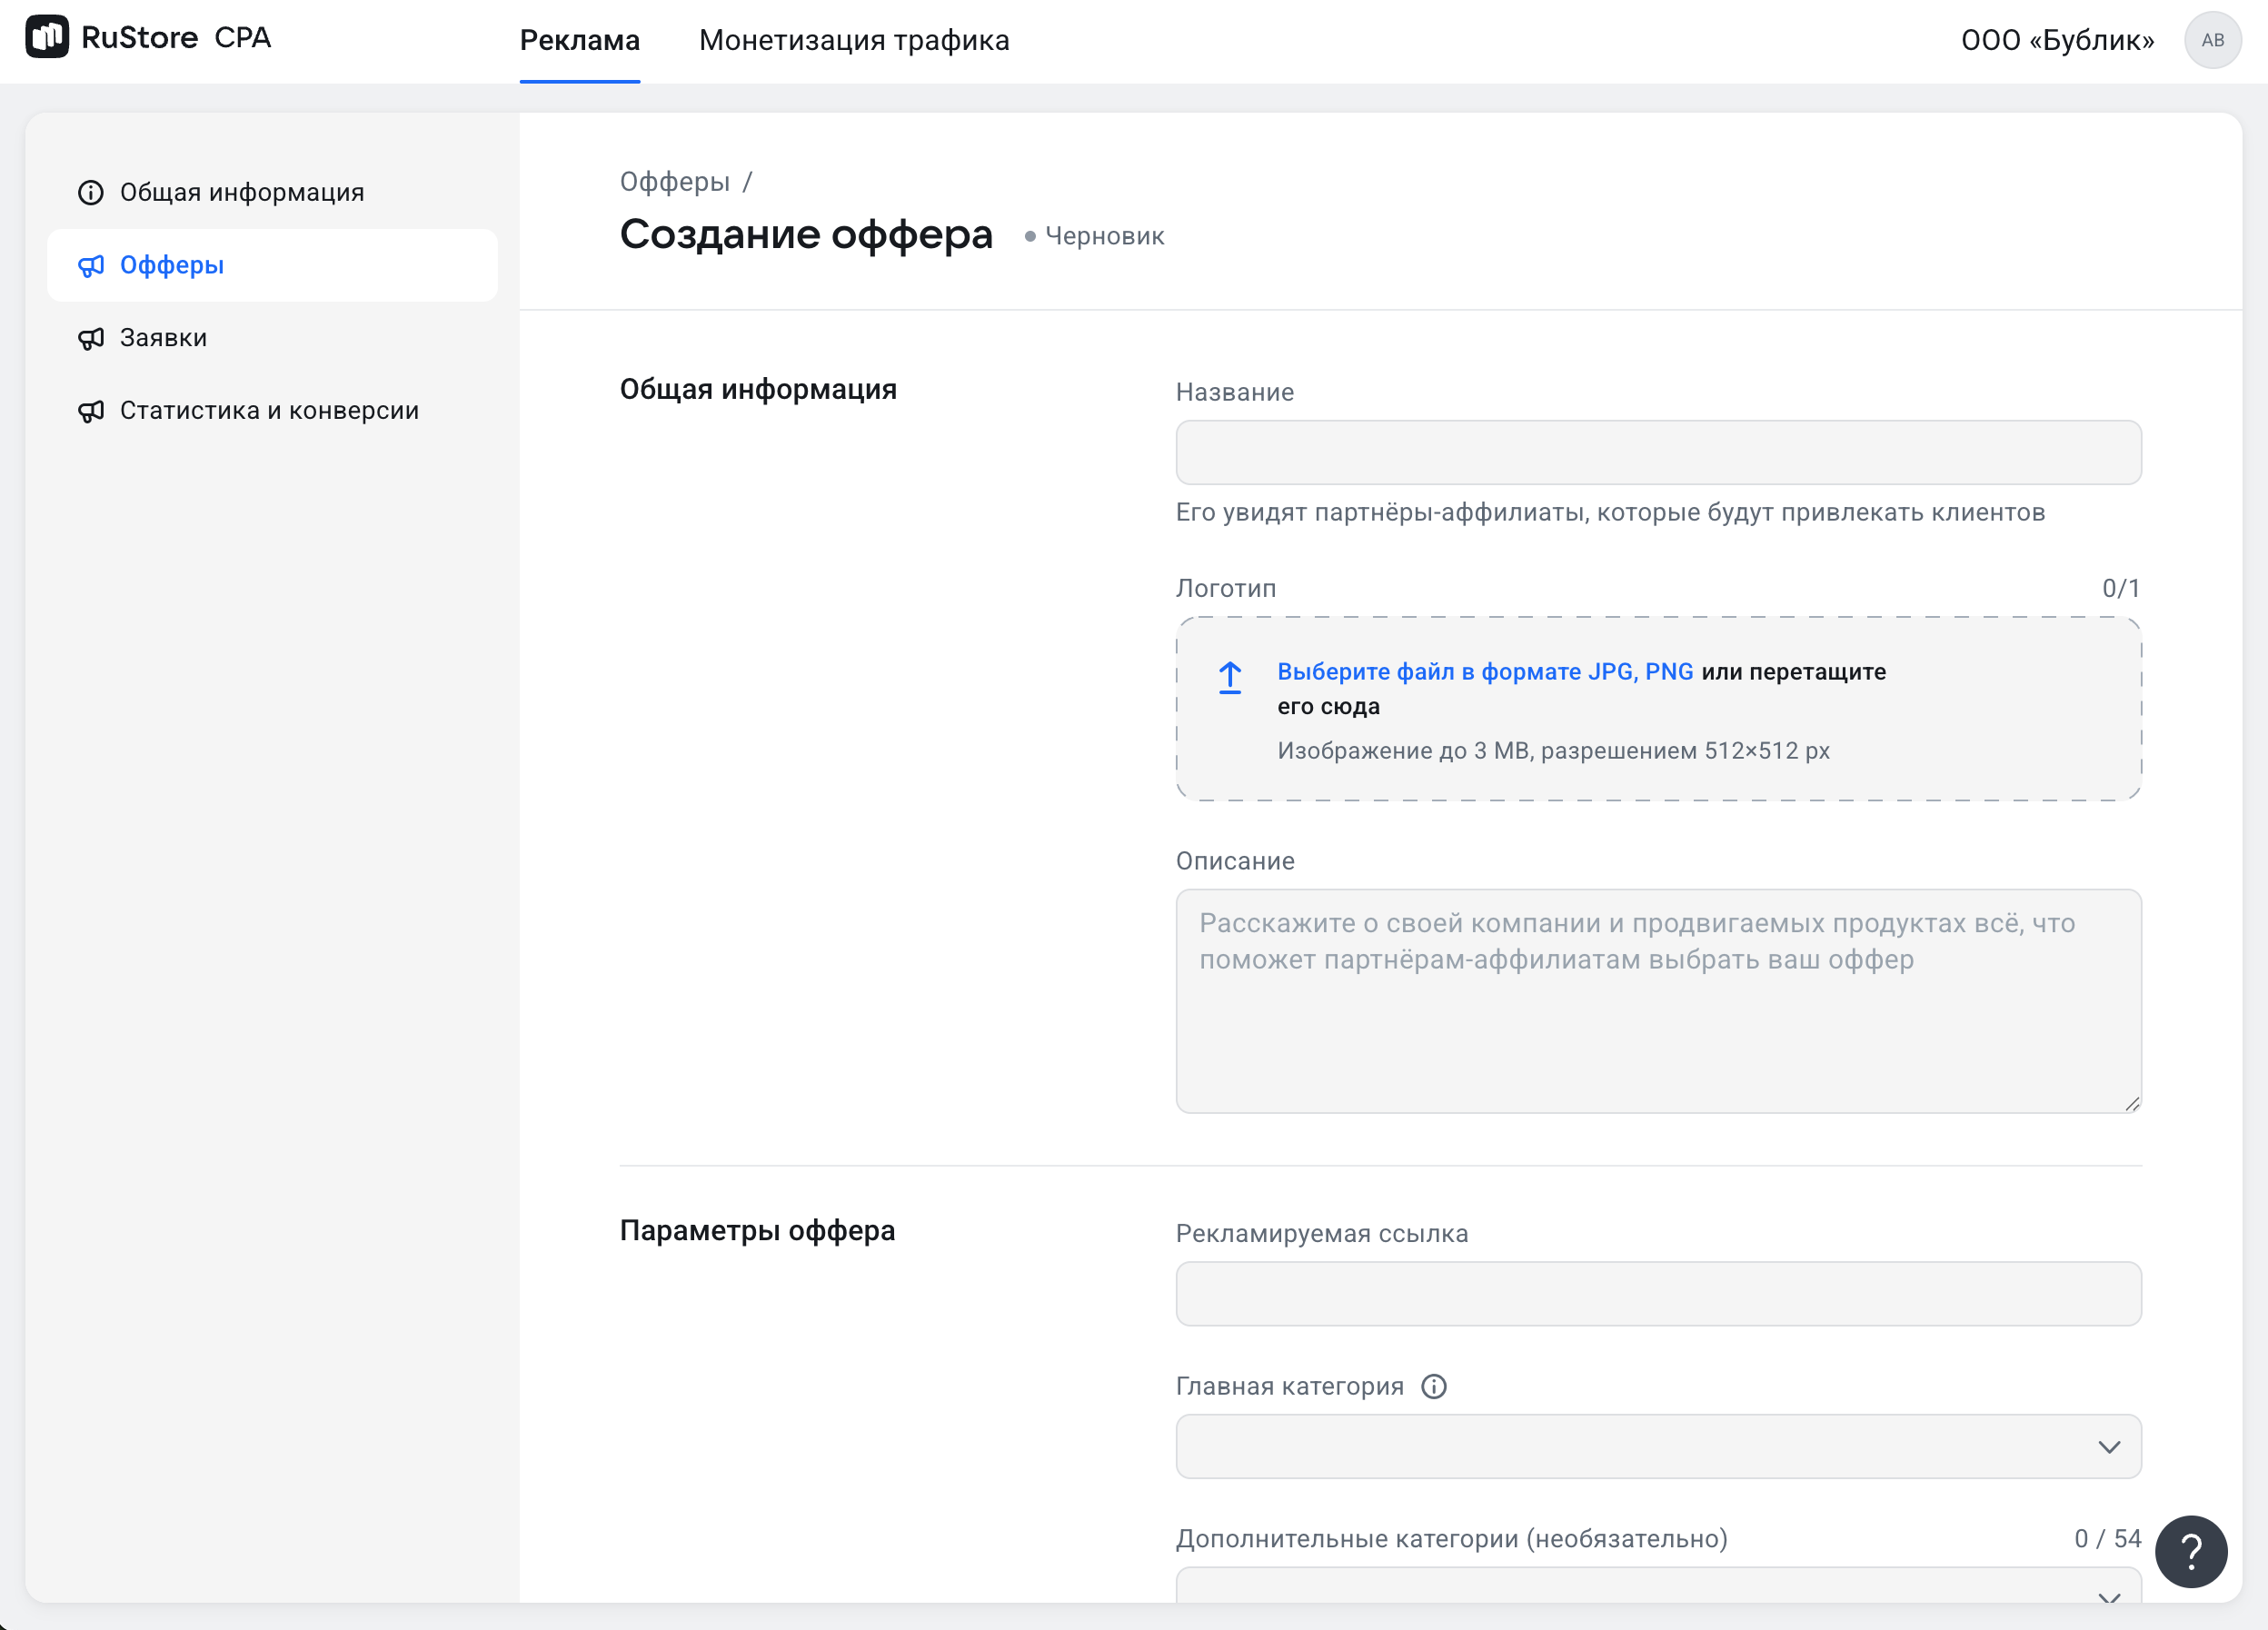 RuStore CPA
Реклама
Монетизация трафика
ООО «Бублик»
AB
Общая информация
Офферы
Заявки
Статистика и конверсии
Офферы /
Создание оффера
Черновик
Общая информация
Название
Его увидят партнёры-аффилиаты, которые будут привлекать клиентов
Логотип
0/1
Выберите файл в формате JPG, PNG или перетащите
его сюда
Изображение до 3 MB, разрешением 512×512 px
Описание
Расскажите о своей компании и продвигаемых продуктах всё, что
поможет партнёрам-аффилиатам выбрать ваш оффер
Параметры оффера
Рекламируемая ссылка
Главная категория
Дополнительные категории (необязательно)
0 / 54
?